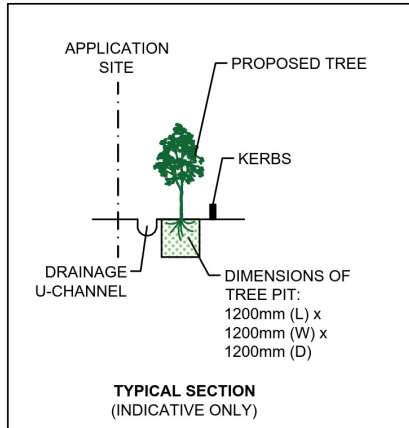 APPLICATION
SITE
PROPOSED TREE
KERBS
DRAINAGE
U-CHANNEL
DIMENSIONS OF
TREE PIT:
1200mm (L) x
1200mm (W) x
1200mm (D)
TYPICAL SECTION
(INDICATIVE ONLY)